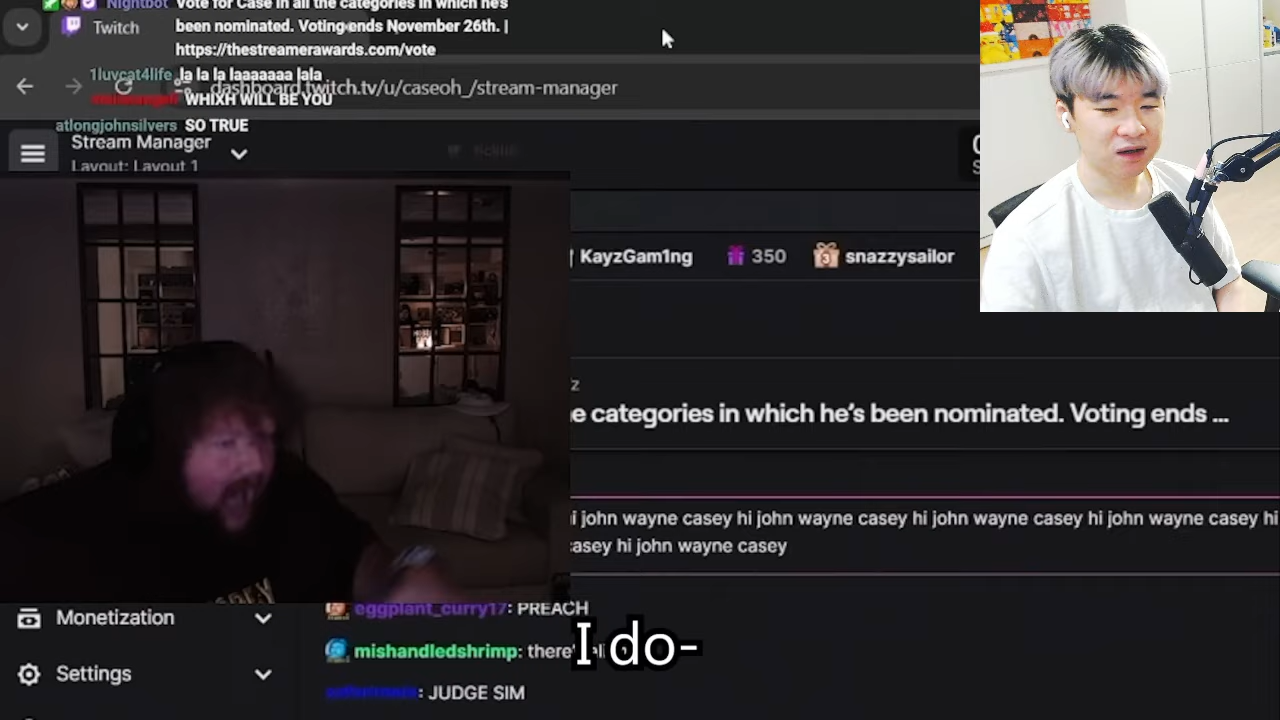 Nightbot Vote for Case in all the categories in which he's
been nominated. Voting ends November 26th. |
https://thestreamerawards.com/vote
Twitch
1luvcat4life la la la laaaaaaa lala
WHIXH WILL BE YOU
atlongjohnsilvers SO TRUE
dashboard.twitch.tv/u/caseoh_/stream-manager
Stream Manager
Layout: Layout 1
KayzGam1ng 350 3 snazzysailor
z
e categories in which he's been nominated. Voting ends ...
i john wayne casey hi john wayne casey hi john wayne casey hi john wayne casey hi
casey hi john wayne casey
eggplant_curry17: PREACH
mishandledshrimp: there'
: JUDGE SIM
Monetization
Settings
I do-